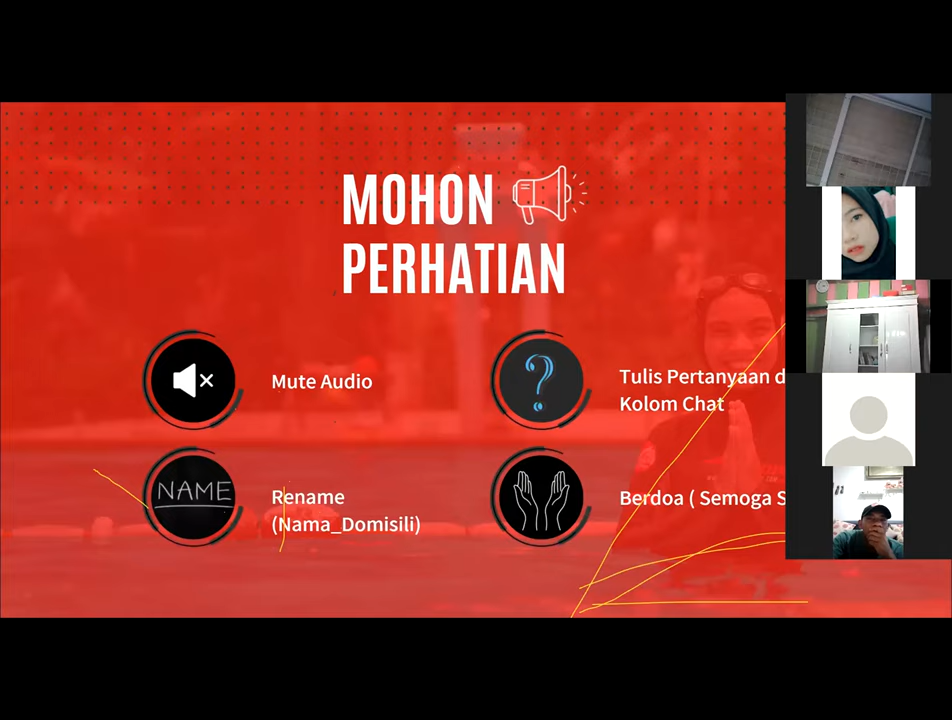 MOHON
PERHATIAN
Mute Audio
Tulis Pertanyaan d
Kolom Chat
NAME
Rename
(Nama_Domisili)
Berdoa ( Semoga S